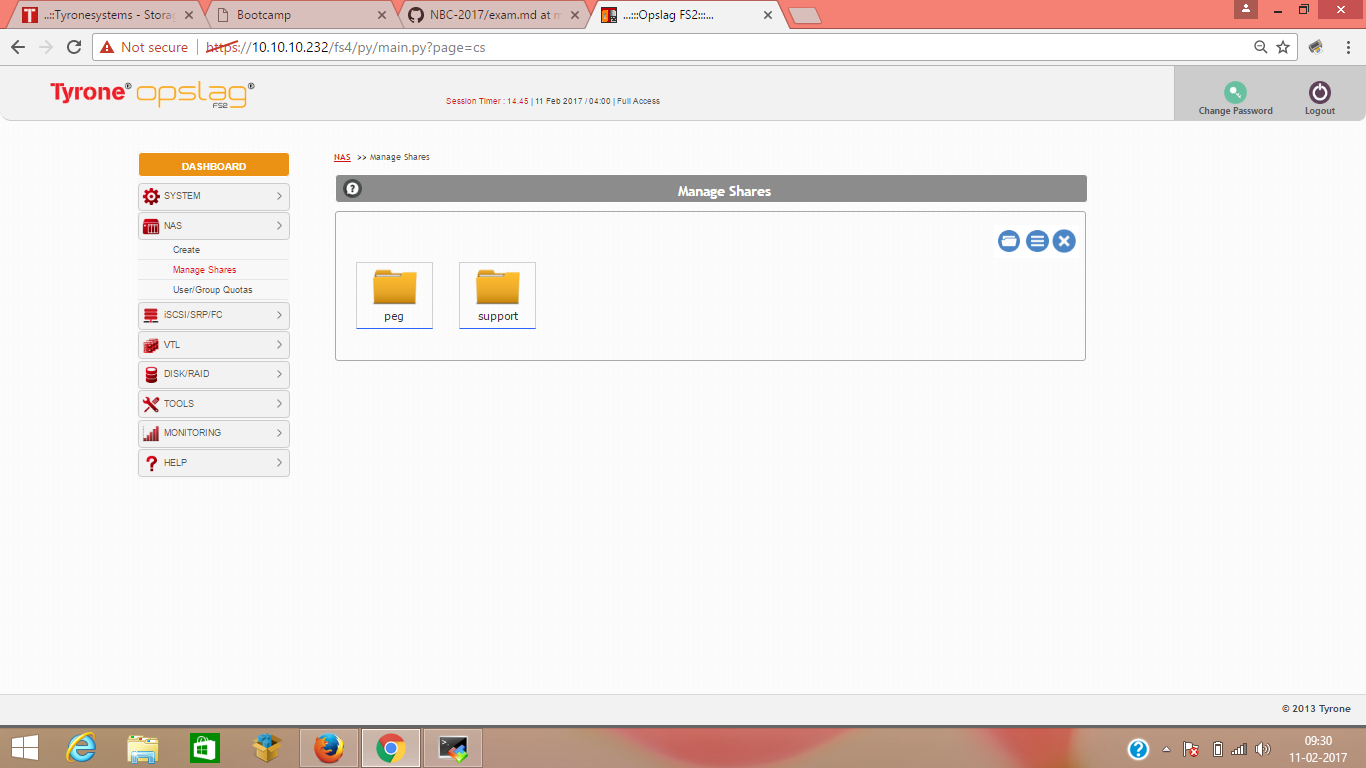 ..::Tyronesystems - Storag
Bootcamp
NBC-2017/exam.md at m
...:::Opslag FS2:::...
Not secure
https://10.10.10.232/fs4/py/main.py?page=cs
Tyrone® opslag®
FS2
Session Timer : 14.45 | 11 Feb 2017 / 04:00 | Full Access
Change Password
Logout
NAS >> Manage Shares
DASHBOARD
Manage Shares
SYSTEM
NAS
Create
Manage Shares
User/Group Quotas
iSCSI/SRP/FC
VTL
DISK/RAID
TOOLS
MONITORING
HELP
peg
support
© 2013 Tyrone
09:30
11-02-2017